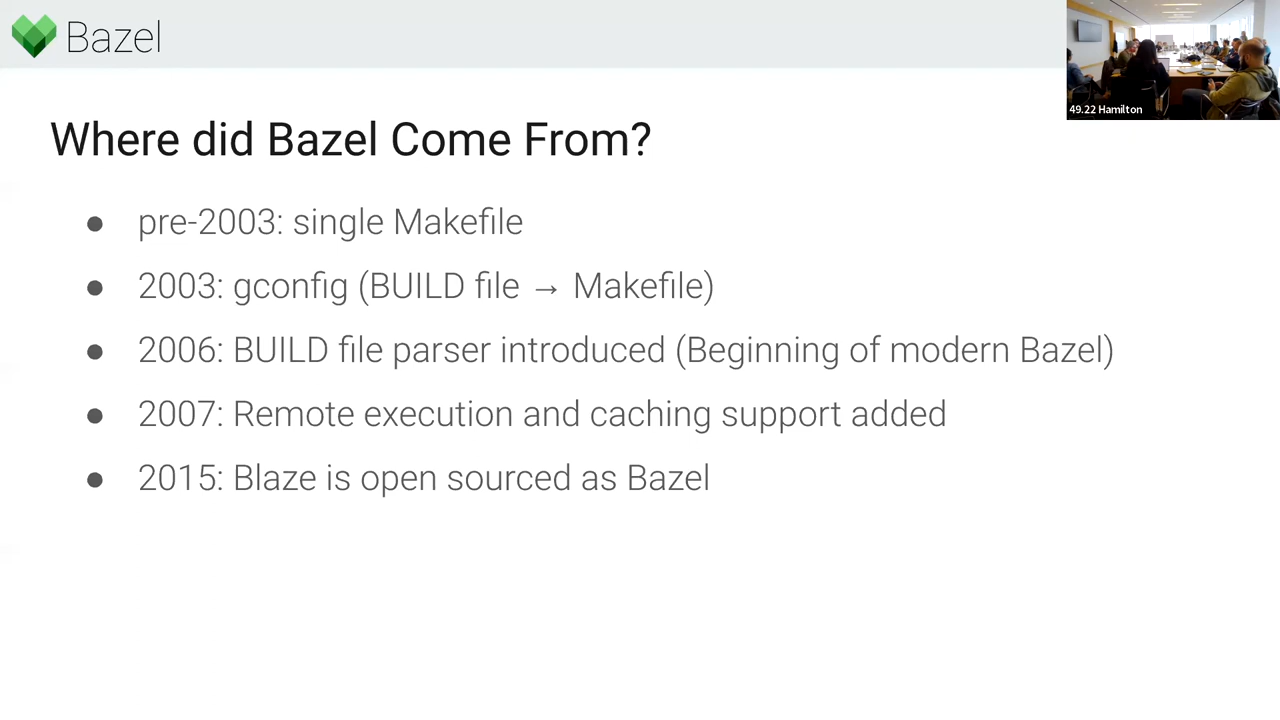 Bazel
49.22 Hamilton
Where did Bazel Come From?
● pre-2003: single Makefile
● 2003: gconfig (BUILD file → Makefile)
● 2006: BUILD file parser introduced (Beginning of modern Bazel)
● 2007: Remote execution and caching support added
● 2015: Blaze is open sourced as Bazel